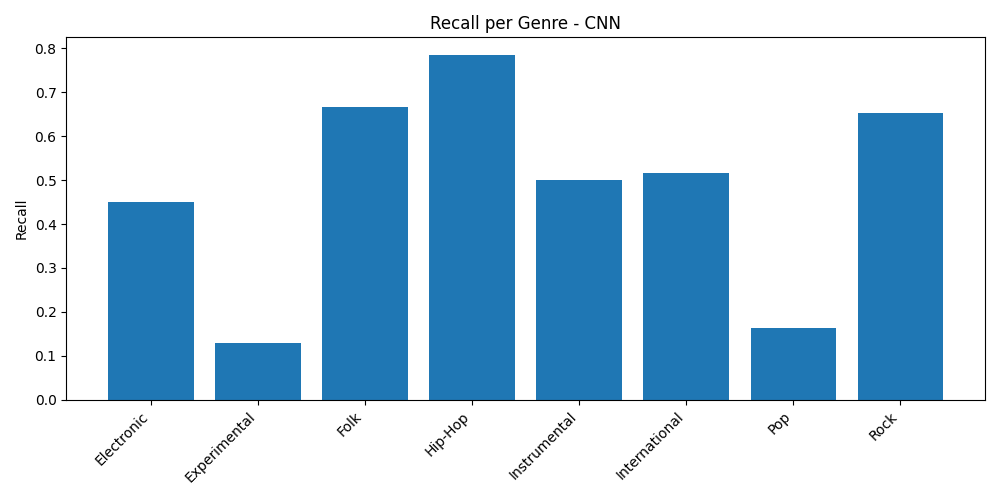 Recall per Genre - CNN
Recall
0.8
0.7
0.6
0.5
0.4
0.3
0.2
0.1
0.0
Electronic
Experimental
Folk
Hip-Hop
Instrumental
International
Pop
Rock